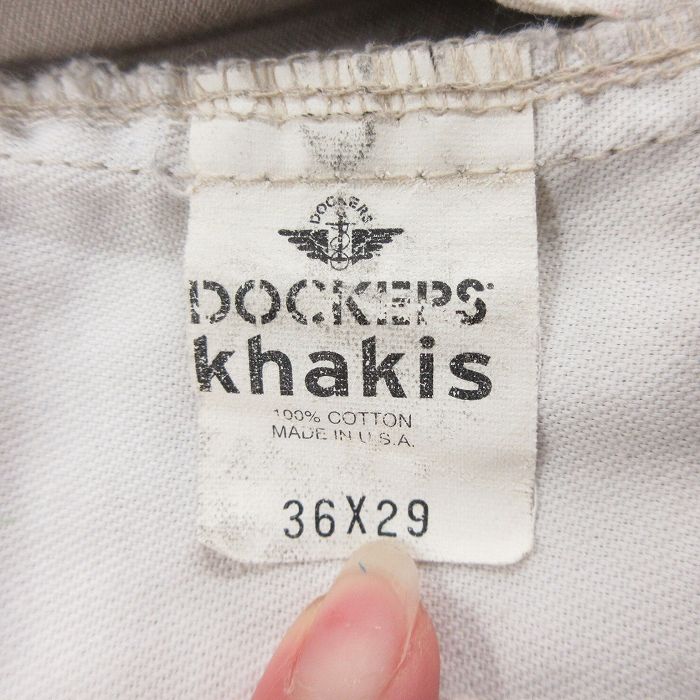 DOCKERS
DOCKERS
khakis
100% COTTON
MADE IN U.S.A.
36X29